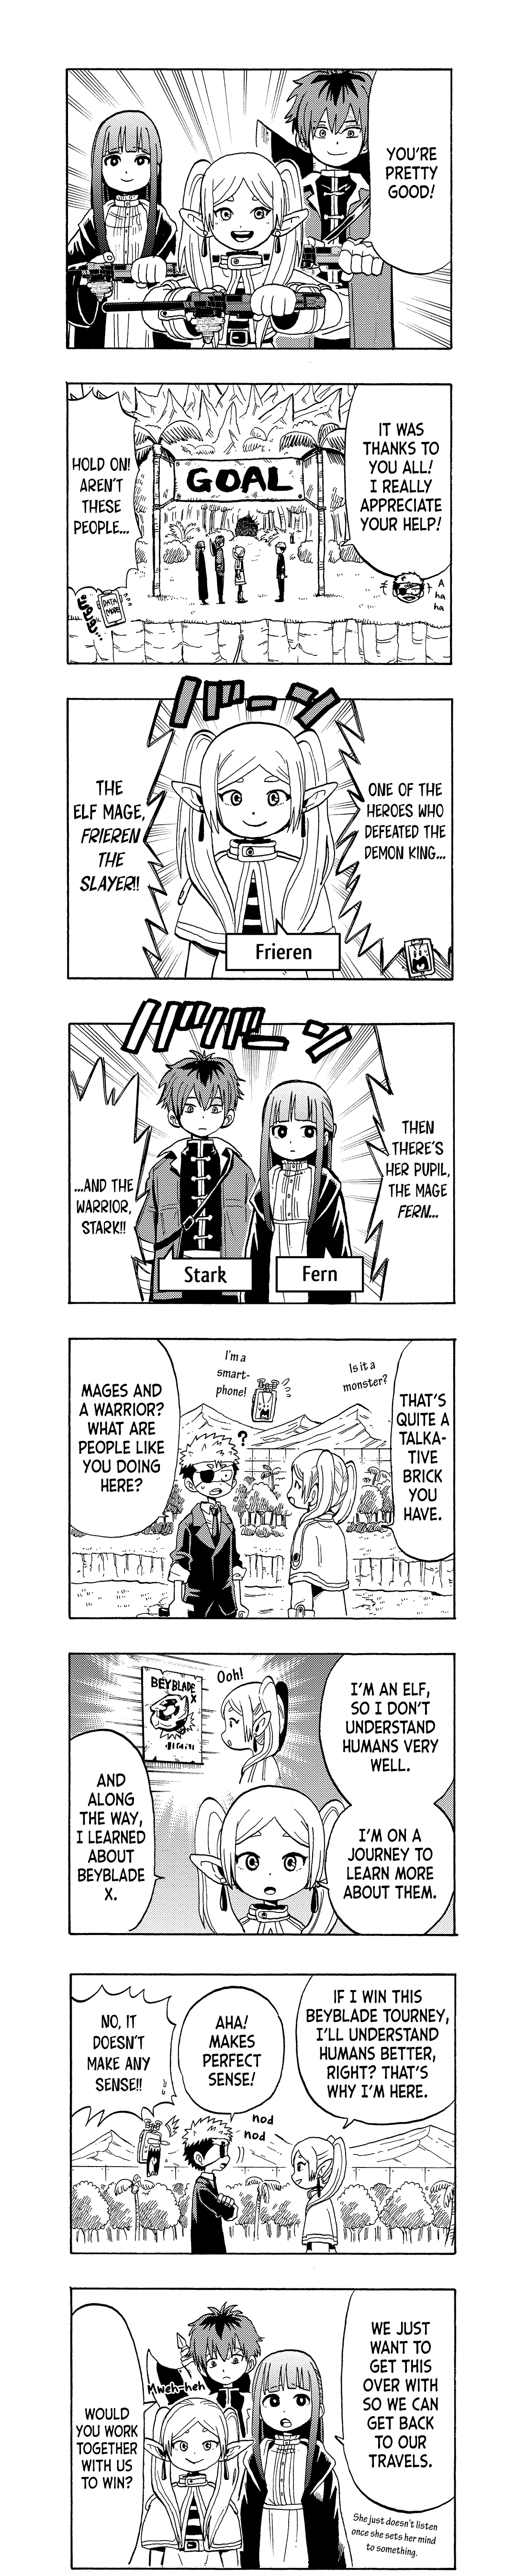 YOU'RE
PRETTY
GOOD!
IT WAS
THANKS TO
YOU ALL!
I REALLY
APPRECIATE
YOUR HELP!
A
ha
ha
GOAL
HOLD ON!
AREN'T
THESE
PEOPLE...
DATA
MORE
バーン
ONE OF THE
HEROES WHO
DEFEATED THE
DEMON KING...
THE
ELF MAGE,
FRIEREN
THE
SLAYER!!
Frieren
ババーン
THEN
THERE'S
HER PUPIL,
THE MAGE
FERN...
...AND THE
WARRIOR,
STARK!!
Stark
Fern
THAT'S
QUITE A
TALKA-
TIVE
BRICK
YOU
HAVE.
Is it a
monster?
I'm a
smart-
phone!
?
MAGES AND
A WARRIOR?
WHAT ARE
PEOPLE LIKE
YOU DOING
HERE?
I'M AN ELF,
SO I DON'T
UNDERSTAND
HUMANS VERY
WELL.
I'M ON A
JOURNEY TO
LEARN MORE
ABOUT THEM.
Ooh!
BEYBLADE
X
AND
ALONG
THE WAY,
I LEARNED
ABOUT
BEYBLADE
X.
IF I WIN THIS
BEYBLADE TOURNEY,
I'LL UNDERSTAND
HUMANS BETTER,
RIGHT? THAT'S
WHY I'M HERE.
AHA!
MAKES
PERFECT
SENSE!
nod
nod
NO, IT
DOESN'T
MAKE ANY
SENSE!!
WE JUST
WANT TO
GET THIS
OVER WITH
SO WE CAN
GET BACK
TO OUR
TRAVELS.
She just doesn't listen
once she sets her mind
to something.
Mweh-heh
WOULD
YOU WORK
TOGETHER
WITH US
TO WIN?